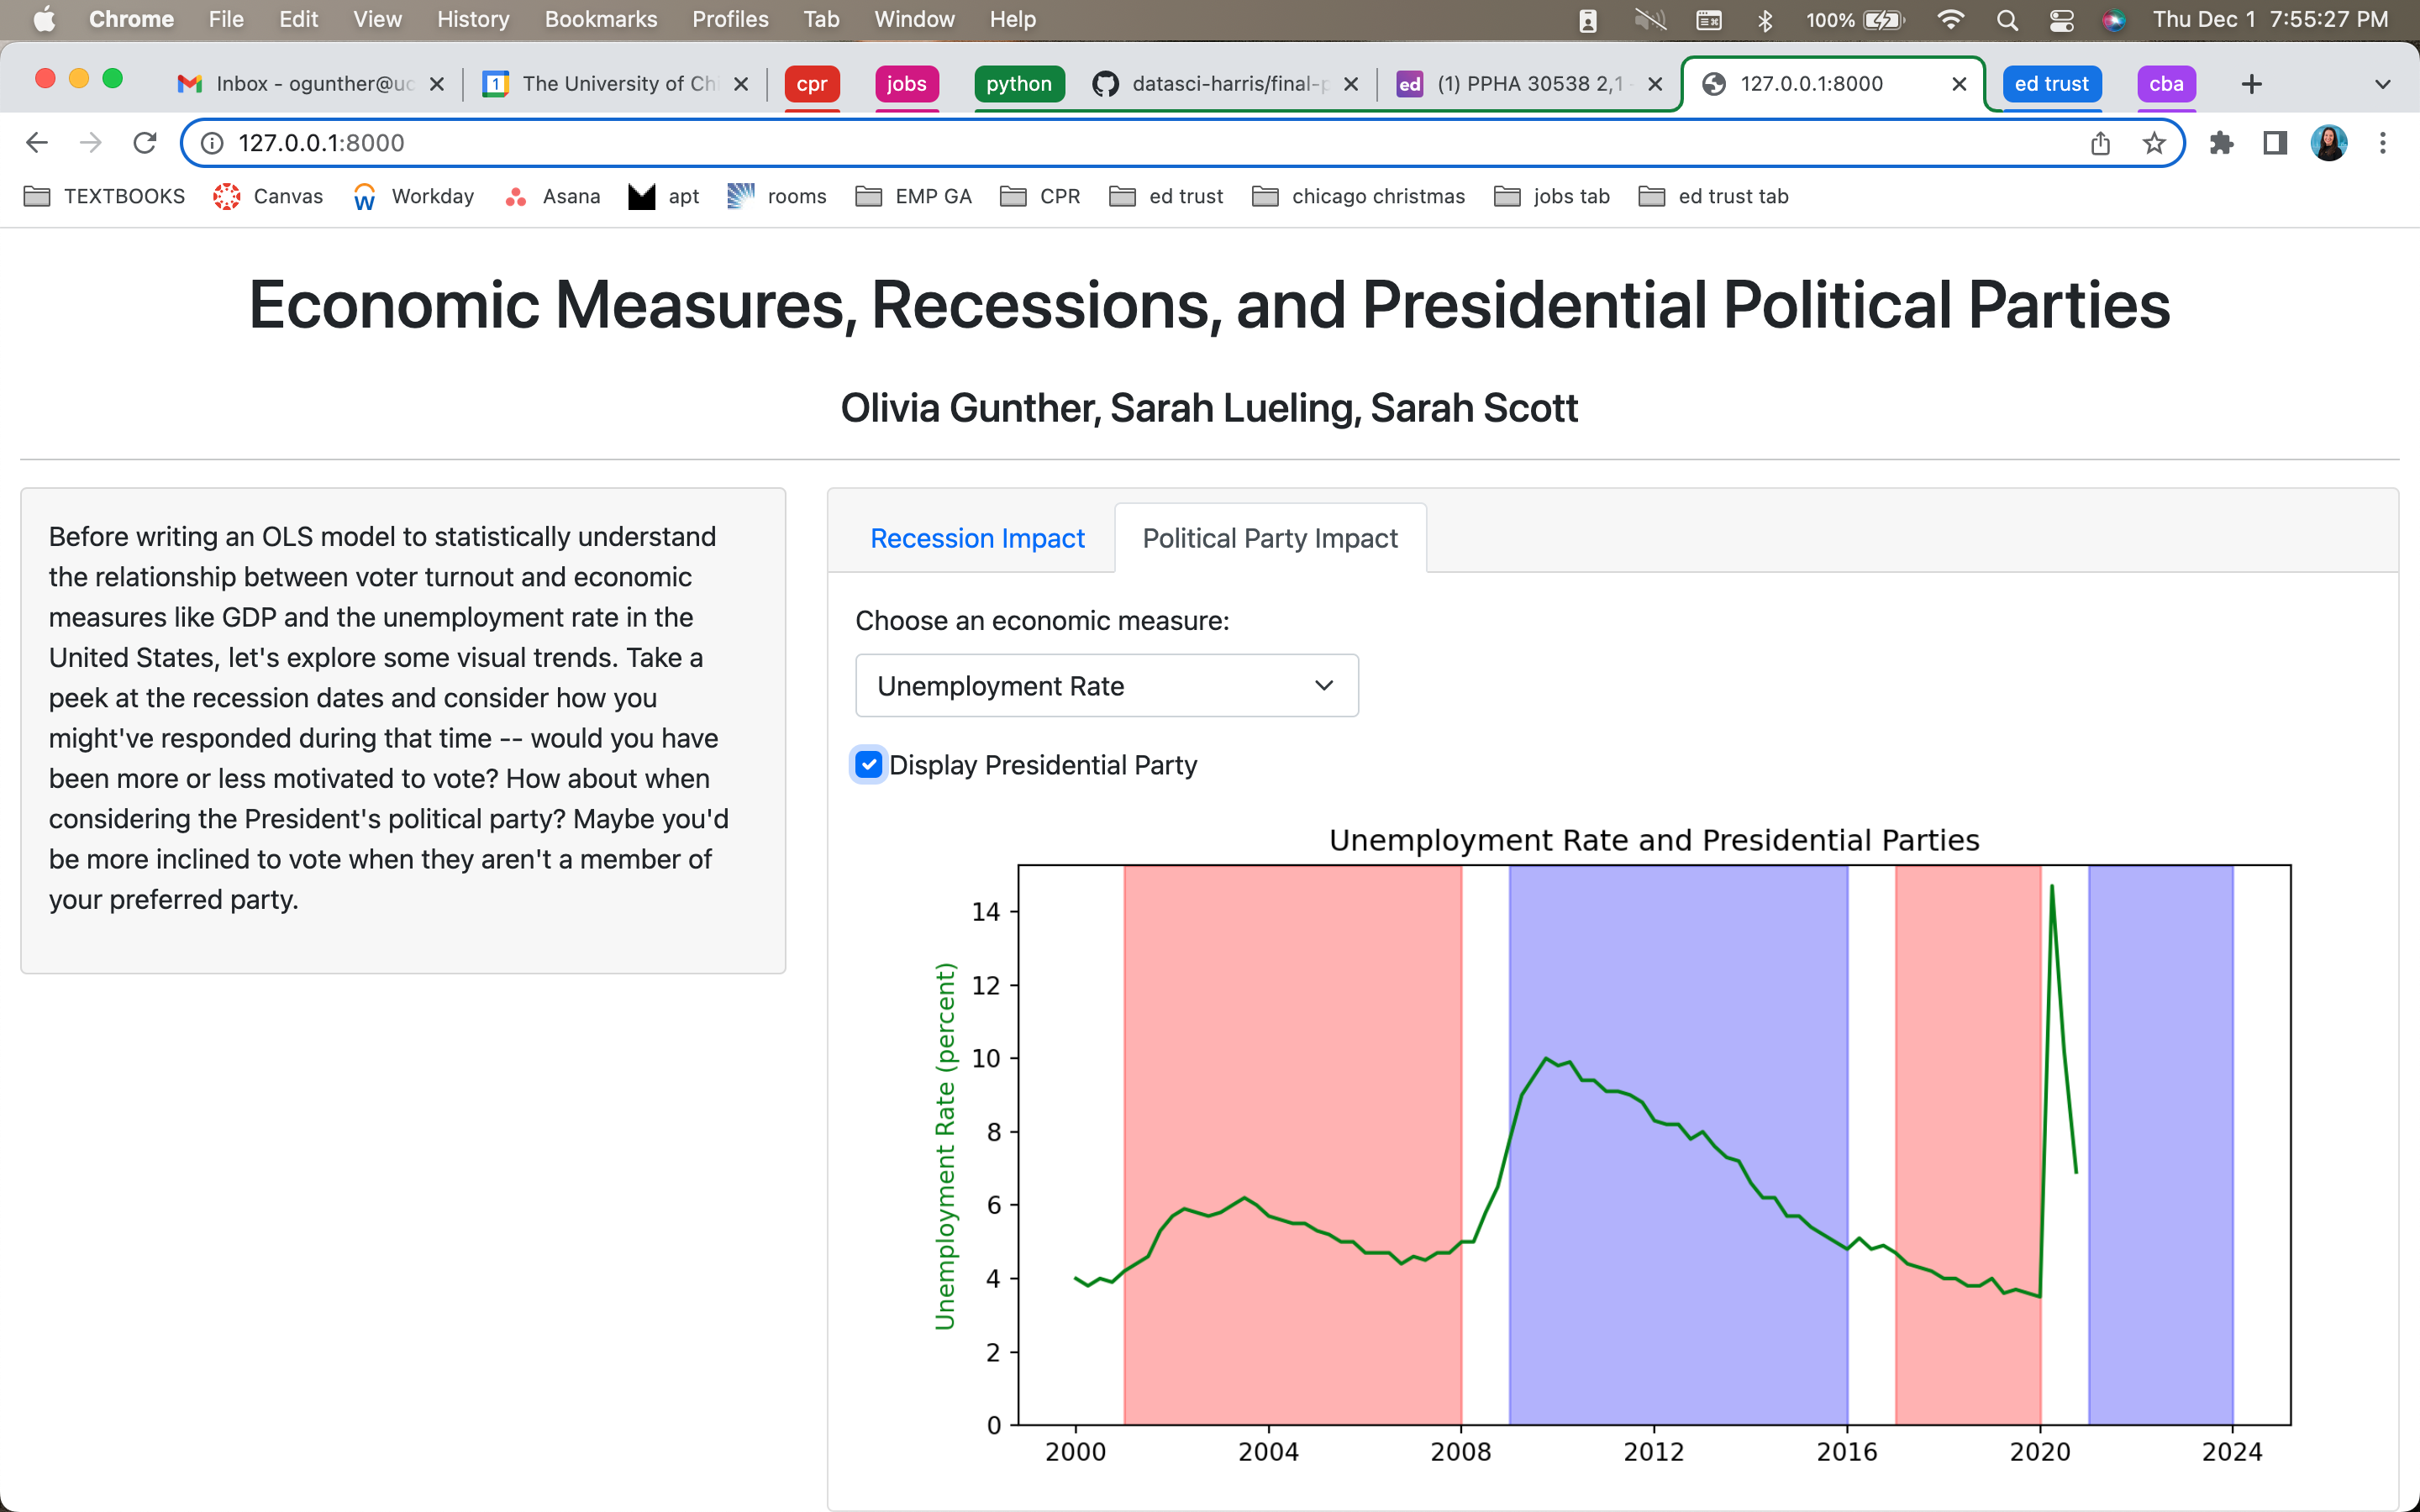 Chrome File Edit View History Bookmarks Profiles Tab Window Help 100% Thu Dec 1 7:55:27 PM
Inbox - ogunther@uc The University of Chi cpr jobs python datasci-harris/final-p ed (1) PPHA 30538 2,1 - 127.0.0.1:8000 ed trust cba
127.0.0.1:8000
TEXTBOOKS Canvas Workday Asana apt rooms EMP GA CPR ed trust chicago christmas jobs tab ed trust tab
Economic Measures, Recessions, and Presidential Political Parties
Olivia Gunther, Sarah Lueling, Sarah Scott
Before writing an OLS model to statistically understand
the relationship between voter turnout and economic
measures like GDP and the unemployment rate in the
United States, let's explore some visual trends. Take a
peek at the recession dates and consider how you
might've responded during that time -- would you have
been more or less motivated to vote? How about when
considering the President's political party? Maybe you'd
be more inclined to vote when they aren't a member of
your preferred party.
Recession Impact Political Party Impact
Choose an economic measure:
Unemployment Rate
Display Presidential Party
Unemployment Rate and Presidential Parties
Unemployment Rate (percent)
14
12
10
8
6
4
2
0
2000 2004 2008 2012 2016 2020 2024